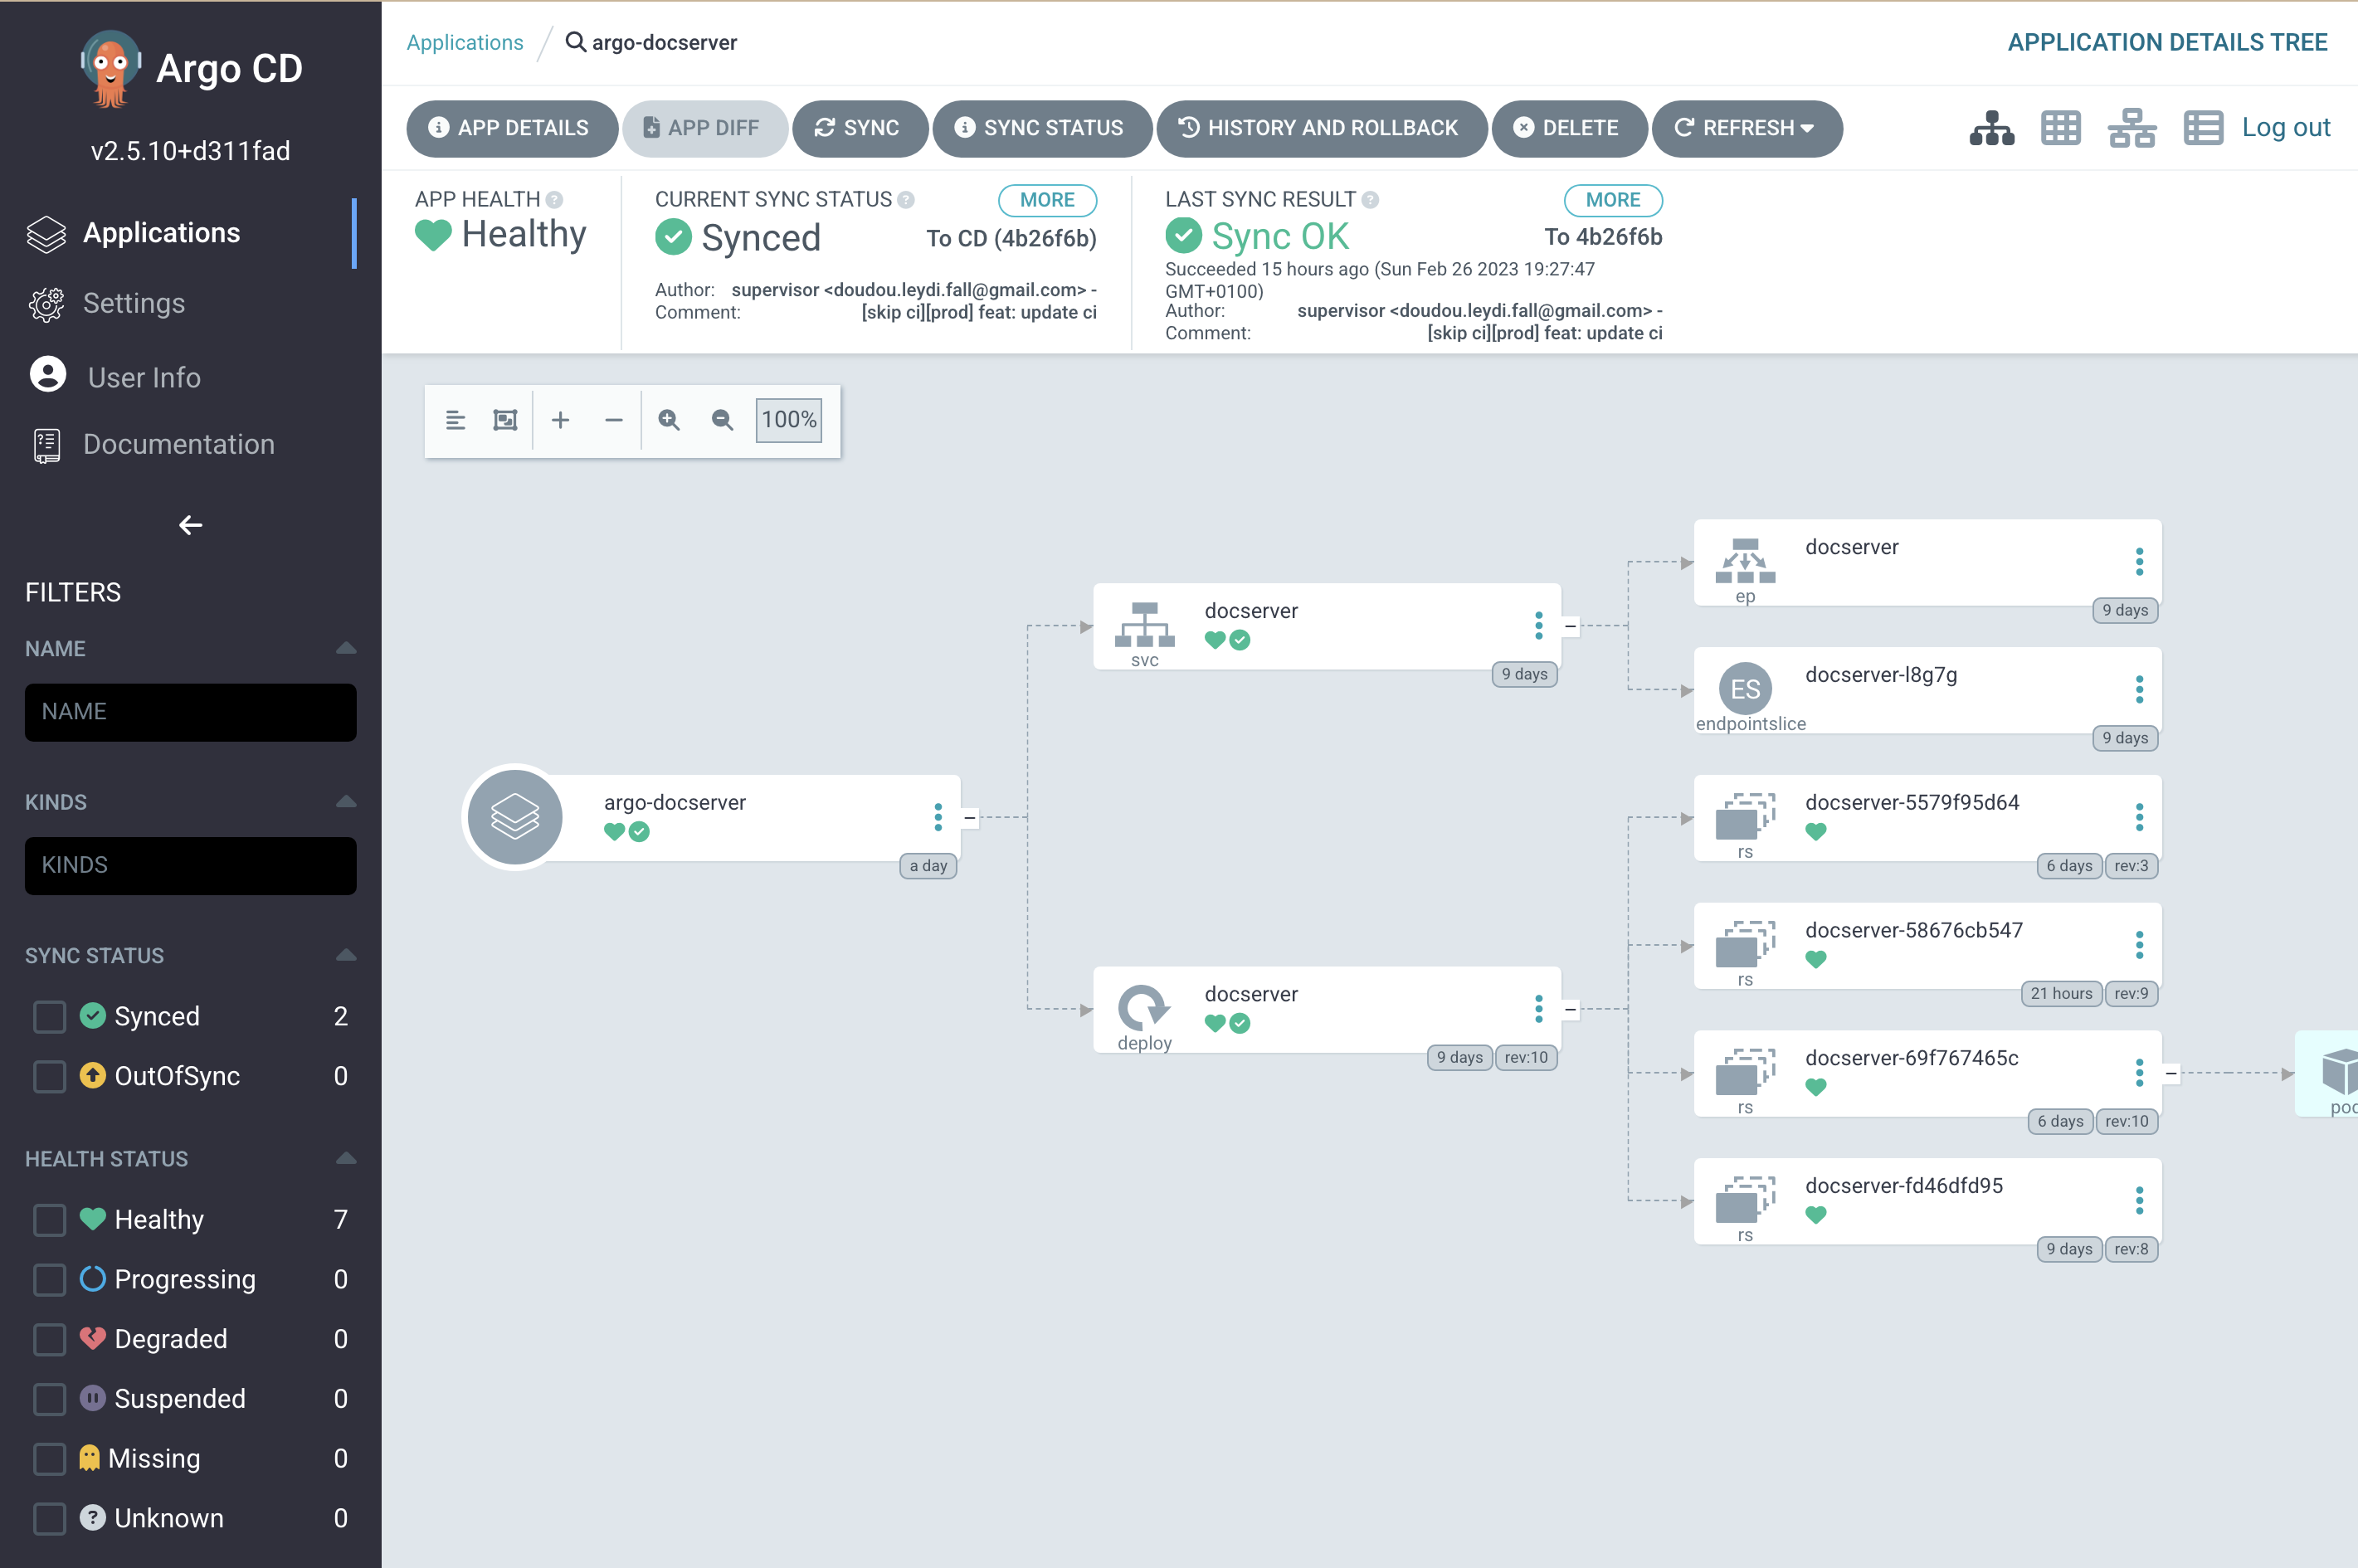 Argo CD
v2.5.10+d311fad
Applications
Settings
User Info
Documentation
FILTERS
NAME
NAME
KINDS
KINDS
SYNC STATUS
Synced 2
OutOfSync 0
HEALTH STATUS
Healthy 7
Progressing 0
Degraded 0
Suspended 0
Missing 0
Unknown 0
Applications / argo-docserver
APPLICATION DETAILS TREE
APP DETAILS APP DIFF SYNC SYNC STATUS HISTORY AND ROLLBACK DELETE REFRESH Log out
APP HEALTH ?
Healthy
CURRENT SYNC STATUS ? MORE
Synced To CD (4b26f6b)
Author: supervisor <doudou.leydi.fall@gmail.com> -
Comment: [skip ci][prod] feat: update ci
LAST SYNC RESULT ? MORE
Sync OK To 4b26f6b
Succeeded 15 hours ago (Sun Feb 26 2023 19:27:47
GMT+0100)
Author: supervisor <doudou.leydi.fall@gmail.com> -
Comment: [skip ci][prod] feat: update ci
100%
argo-docserver
a day
docserver
svc
9 days
docserver
deploy
9 days rev:10
docserver
ep
9 days
ES
docserver-l8g7g
endpointslice
9 days
docserver-5579f95d64
rs
6 days rev:3
docserver-58676cb547
rs
21 hours rev:9
docserver-69f767465c
rs
6 days rev:10
docserver-fd46dfd95
rs
9 days rev:8